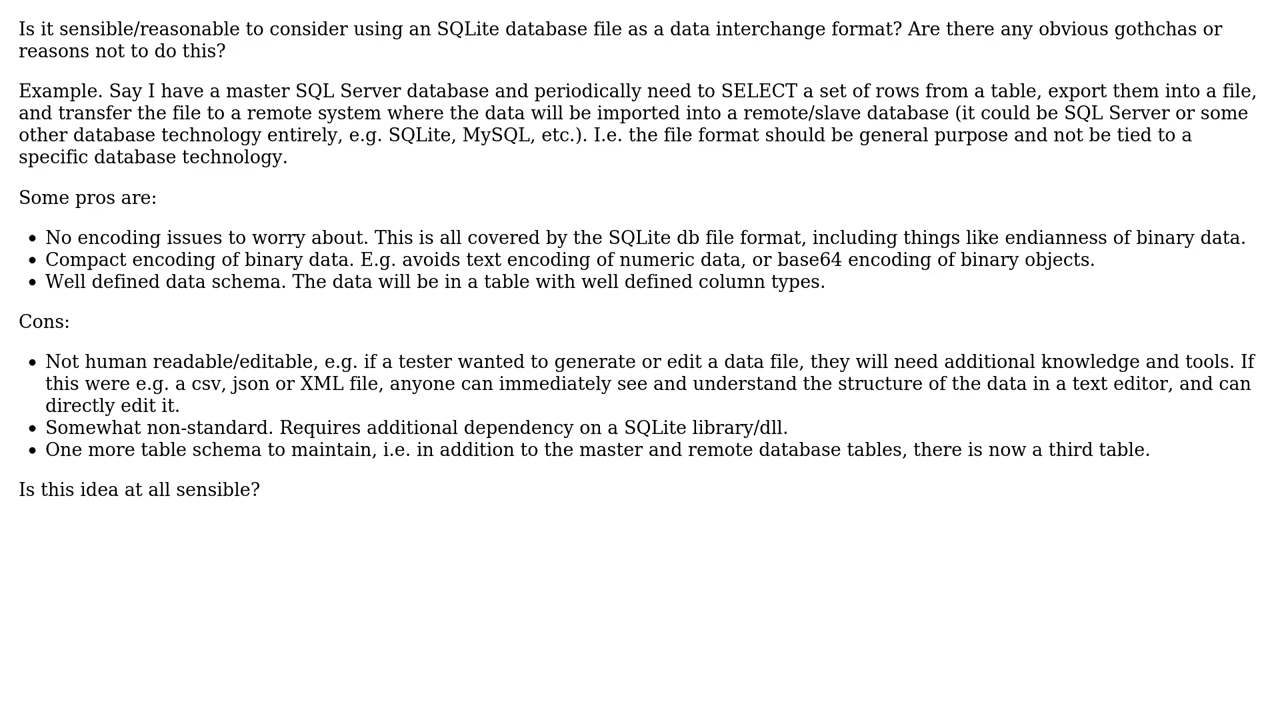 Is it sensible/reasonable to consider using an SQLite database file as a data interchange format? Are there any obvious gothchas or
reasons not to do this?
Example. Say I have a master SQL Server database and periodically need to SELECT a set of rows from a table, export them into a file,
and transfer the file to a remote system where the data will be imported into a remote/slave database (it could be SQL Server or some
other database technology entirely, e.g. SQLite, MySQL, etc.). I.e. the file format should be general purpose and not be tied to a
specific database technology.
Some pros are:
• No encoding issues to worry about. This is all covered by the SQLite db file format, including things like endianness of binary data.
• Compact encoding of binary data. E.g. avoids text encoding of numeric data, or base64 encoding of binary objects.
• Well defined data schema. The data will be in a table with well defined column types.
Cons:
• Not human readable/editable, e.g. if a tester wanted to generate or edit a data file, they will need additional knowledge and tools. If
this were e.g. a csv, json or XML file, anyone can immediately see and understand the structure of the data in a text editor, and can
directly edit it.
• Somewhat non-standard. Requires additional dependency on a SQLite library/dll.
• One more table schema to maintain, i.e. in addition to the master and remote database tables, there is now a third table.
Is this idea at all sensible?